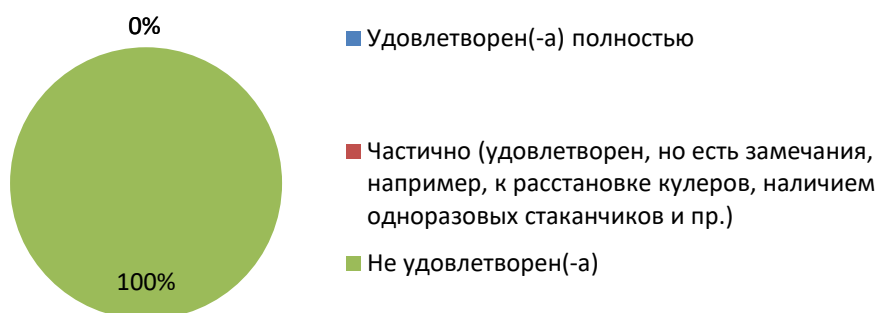 0%
100%
Удовлетворен(-а) полностью
Частично (удовлетворен, но есть замечания,
например, к расстановке кулеров, наличием
одноразовых стаканчиков и пр.)
Не удовлетворен(-а)